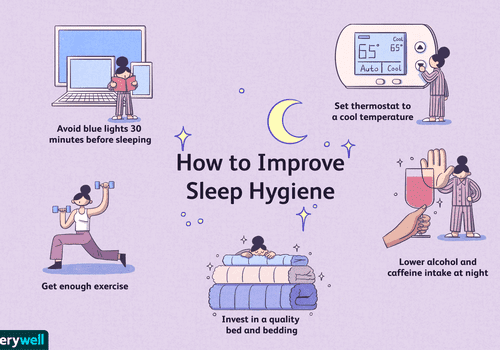 Cool
65°
65°
Auto
Cool
Avoid blue lights 30
minutes before sleeping
Set thermostat to
a cool temperature
How to Improve
Sleep Hygiene
Get enough exercise
Lower alcohol and
caffeine intake at night
Invest in a quality
bed and bedding
erywell